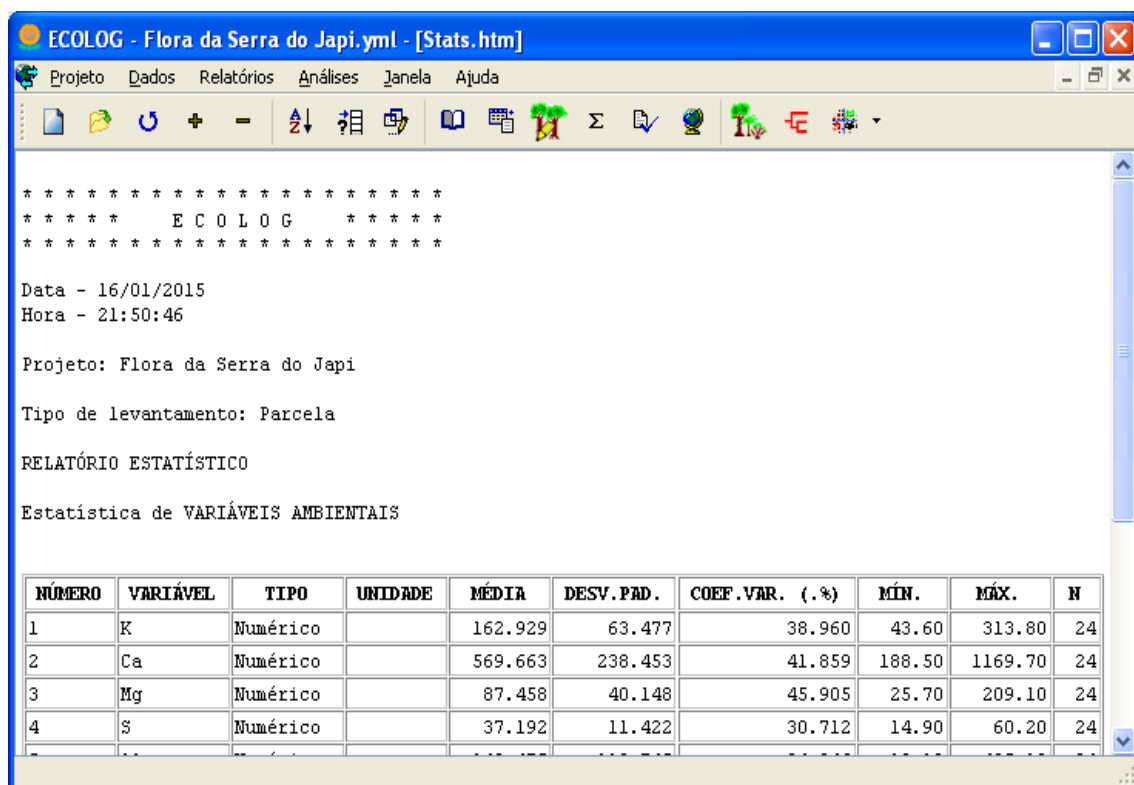 ECOLOG - Flora da Serra do Japi.yml - [Stats.htm]
Projeto Dados Relatórios Análises Janela Ajuda
* * * * * * * * * * * * * * * * * * * *
* * * * * E C O L O G * * * * *
* * * * * * * * * * * * * * * * * * * *
Data - 16/01/2015
Hora - 21:50:46
Projeto: Flora da Serra do Japi
Tipo de levantamento: Parcela
RELATÓRIO ESTATÍSTICO
Estatística de VARIÁVEIS AMBIENTAIS
NÚMERO VARIÁVEL TIPO UNIDADE MÉDIA DESV.PAD. COEF.VAR. (.%) MÍN. MÁX. N
1 K Numérico 162.929 63.477 38.960 43.60 313.80 24
2 Ca Numérico 569.663 238.453 41.859 188.50 1169.70 24
3 Mg Numérico 87.458 40.148 45.905 25.70 209.10 24
4 S Numérico 37.192 11.422 30.712 14.90 60.20 24